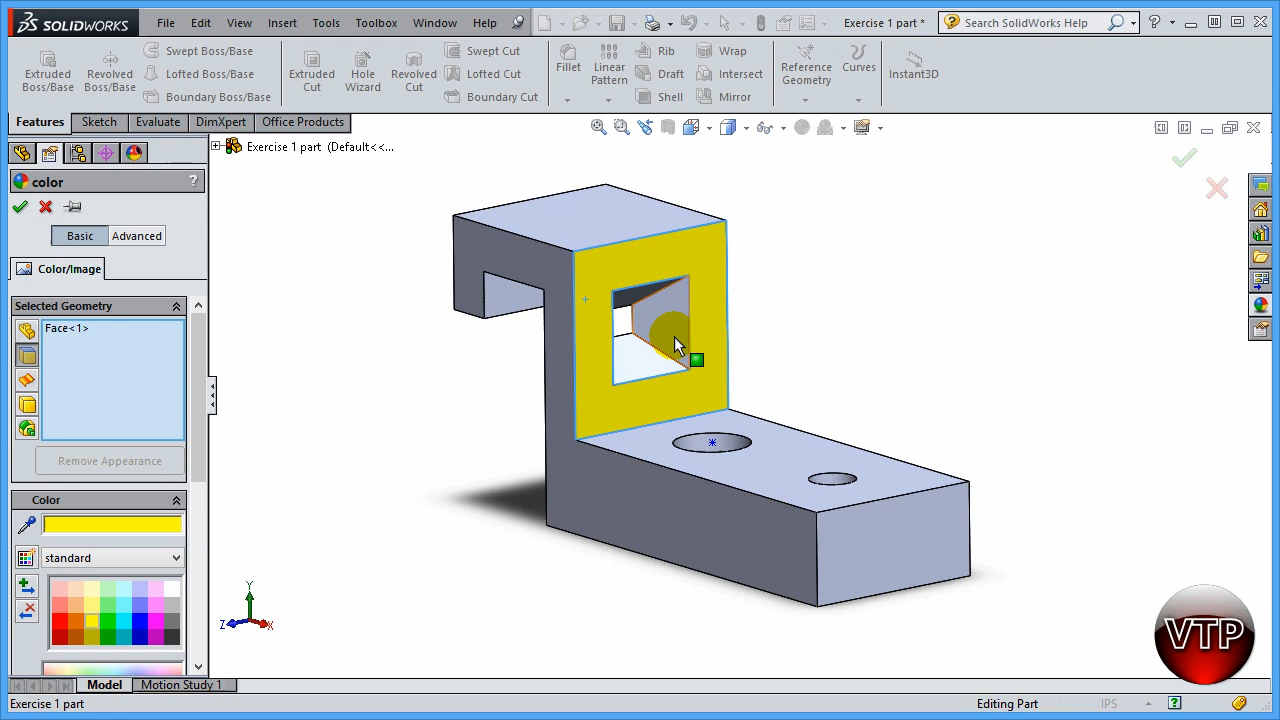 SOLIDWORKS File Edit View Insert Tools Toolbox Window Help Exercise 1 part * Search SolidWorks Help
Extruded Boss/Base
Revolved Boss/Base
Swept Boss/Base
Lofted Boss/Base
Boundary Boss/Base
Extruded Cut
Hole Wizard
Revolved Cut
Swept Cut
Lofted Cut
Boundary Cut
Fillet
Linear Pattern
Rib
Draft
Shell
Wrap
Intersect
Mirror
Reference Geometry
Curves
Instant3D
Features Sketch Evaluate DimXpert Office Products
Exercise 1 part (Default<<...
color ?
Basic Advanced
Color/Image
Selected Geometry
Face<1>
Remove Appearance
Color
standard
Y
Z
X
VTP
Model Motion Study 1
Exercise 1 part Editing Part IPS